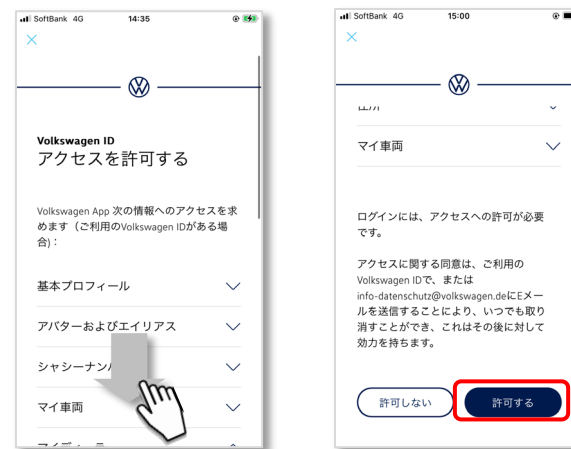 SoftBank 4G 14:35
Volkswagen ID
アクセスを許可する
Volkswagen App 次の情報へのアクセスを求
めます（ご利用のVolkswagen IDがある場
合)：
基本プロフィール
アバターおよびエイリアス
シャシーナン
マイ車両
SoftBank 4G 15:00
マイ車両
ログインには、アクセスへの許可が必要
です。
アクセスに関する同意は、ご利用の
Volkswagen IDで、または
info-datenschutz@volkswagen.deにEメー
ルを送信することにより、いつでも取り
消すことができ、これはその後に対して
効力を持ちます。
許可しない
許可する